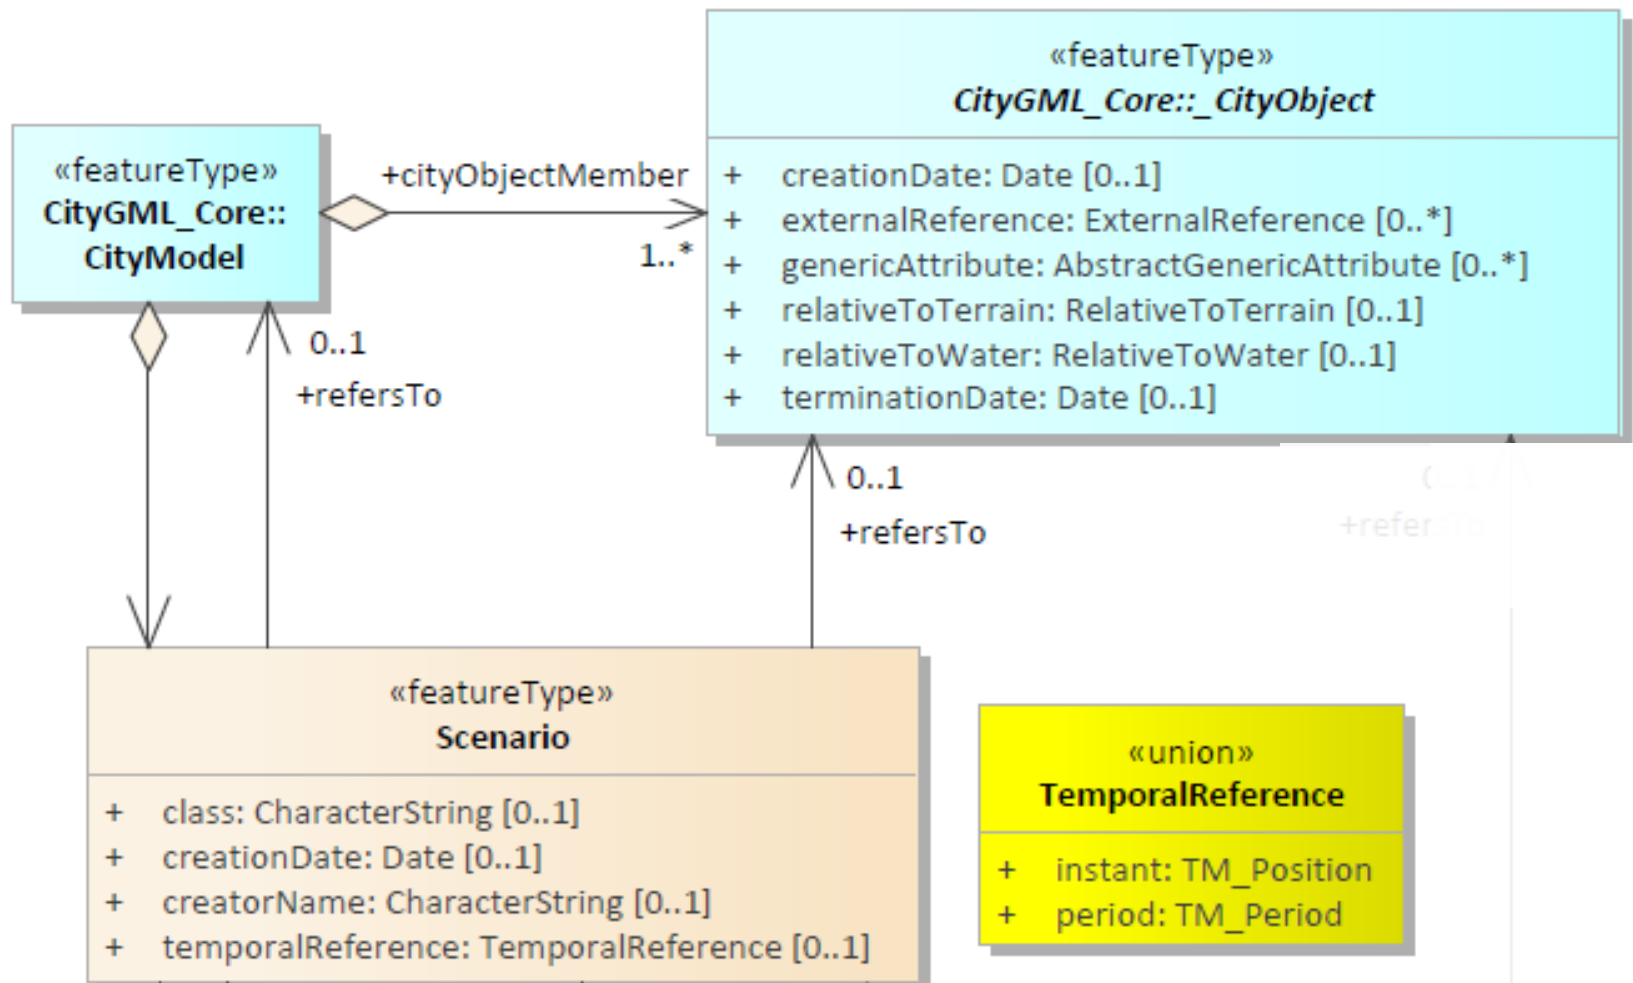 «featureType»
CityGML_Core::_CityObject
+ creationDate: Date [0..1]
+ externalReference: ExternalReference [0..*]
+ genericAttribute: AbstractGenericAttribute [0..*]
+ relativeToTerrain: RelativeToTerrain [0..1]
+ relativeToWater: RelativeToWater [0..1]
+ terminationDate: Date [0..1]
«featureType»
CityGML_Core::
CityModel
+cityObjectMember
1..*
0..1
+refersTo
0..1
+refersTo
«featureType»
Scenario
+ class: CharacterString [0..1]
+ creationDate: Date [0..1]
+ creatorName: CharacterString [0..1]
+ temporalReference: TemporalReference [0..1]
«union»
TemporalReference
+ instant: TM_Position
+ period: TM_Period